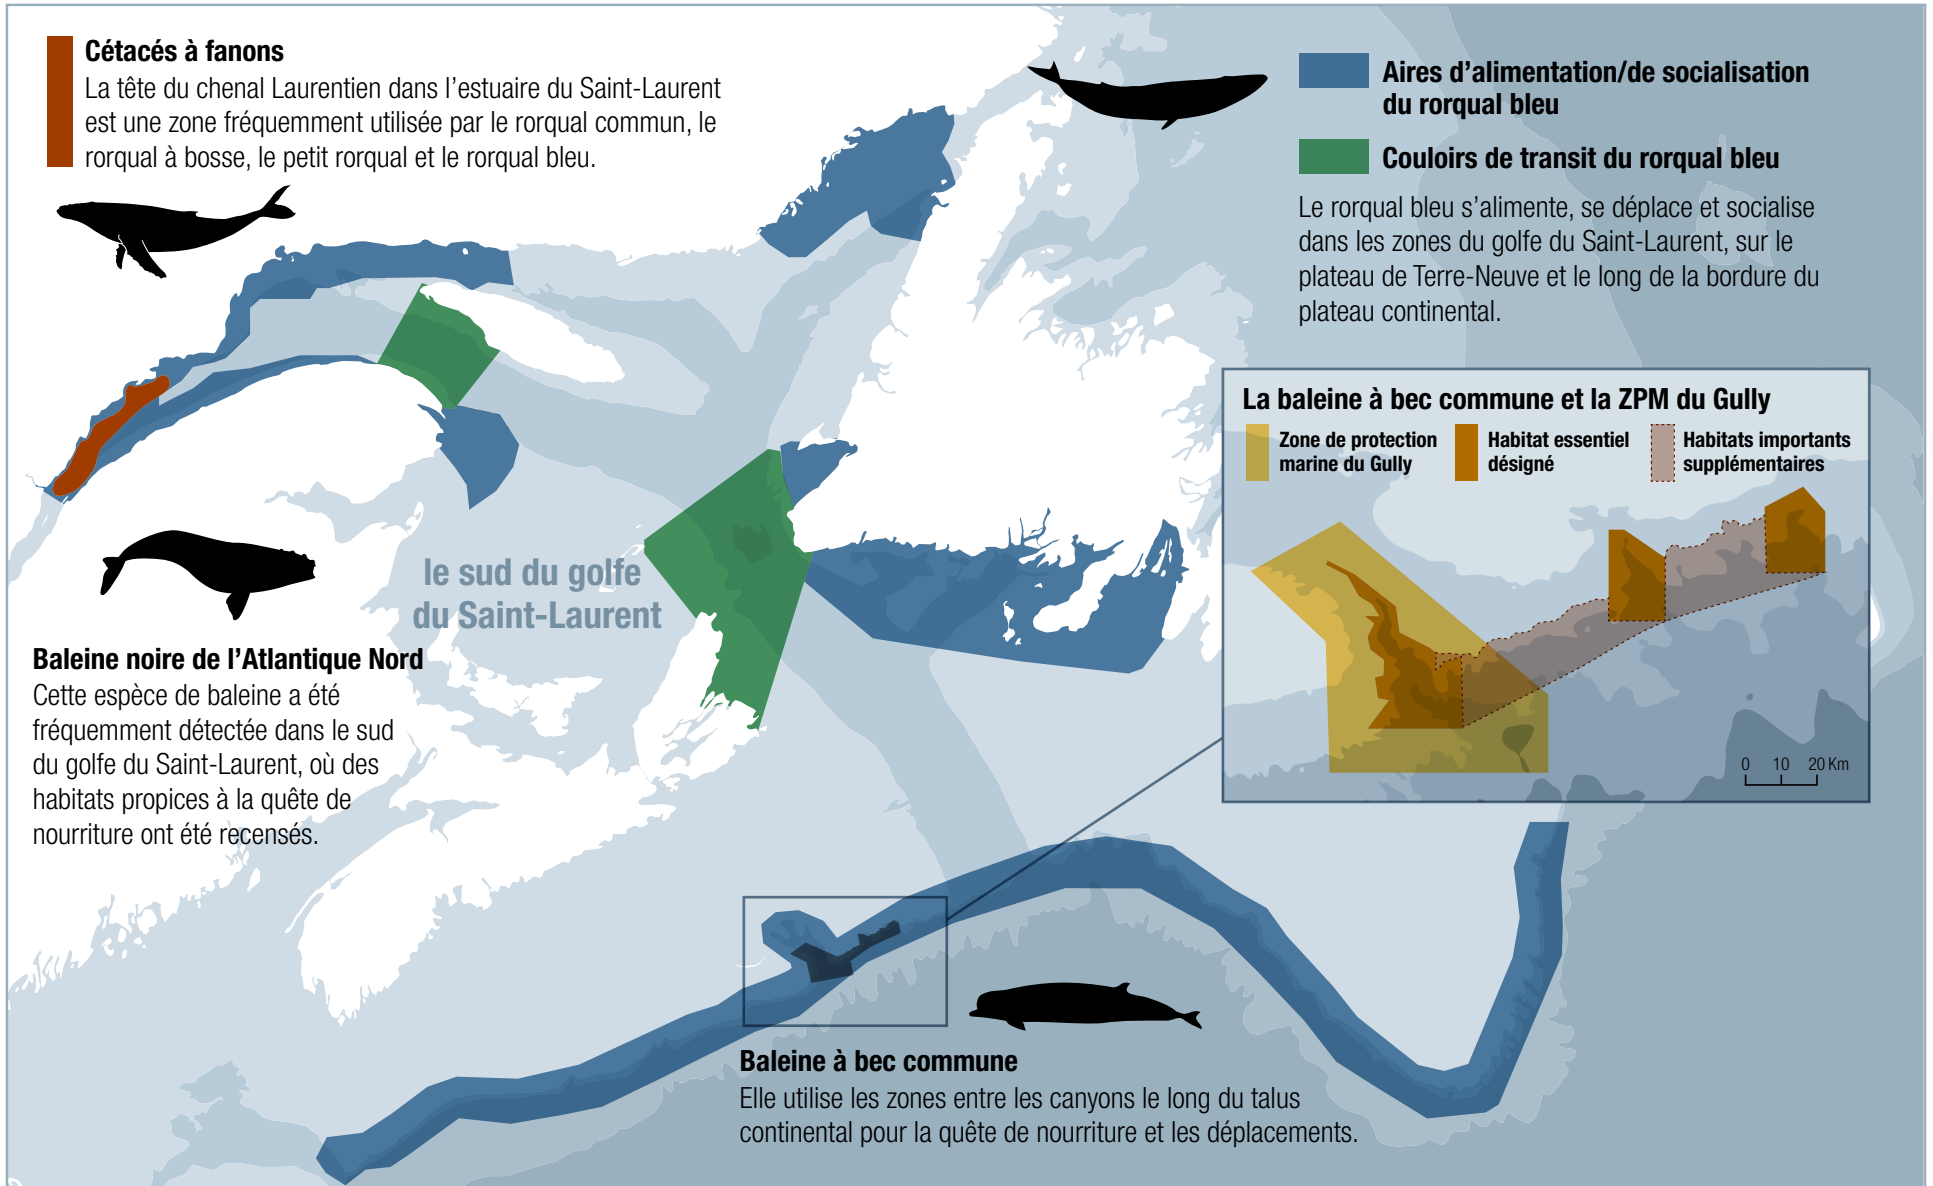 Cétacés à fanons
La tête du chenal Laurentien dans l'estuaire du Saint-Laurent
est une zone fréquemment utilisée par le rorqual commun, le
rorqual à bosse, le petit rorqual et le rorqual bleu.
Aires d'alimentation/de socialisation
du rorqual bleu
Couloirs de transit du rorqual bleu
Le rorqual bleu s'alimente, se déplace et socialise
dans les zones du golfe du Saint-Laurent, sur le
plateau de Terre-Neuve et le long de la bordure du
plateau continental.
La baleine à bec commune et la ZPM du Gully
Zone de protection
marine du Gully
Habitat essentiel
désigné
Habitats importants
supplémentaires
0 10 20 Km
le sud du golfe
du Saint-Laurent
Baleine noire de l'Atlantique Nord
Cette espèce de baleine a été
fréquemment détectée dans le sud
du golfe du Saint-Laurent, où des
habitats propices à la quête de
nourriture ont été recensés.
Baleine à bec commune
Elle utilise les zones entre les canyons le long du talus
continental pour la quête de nourriture et les déplacements.